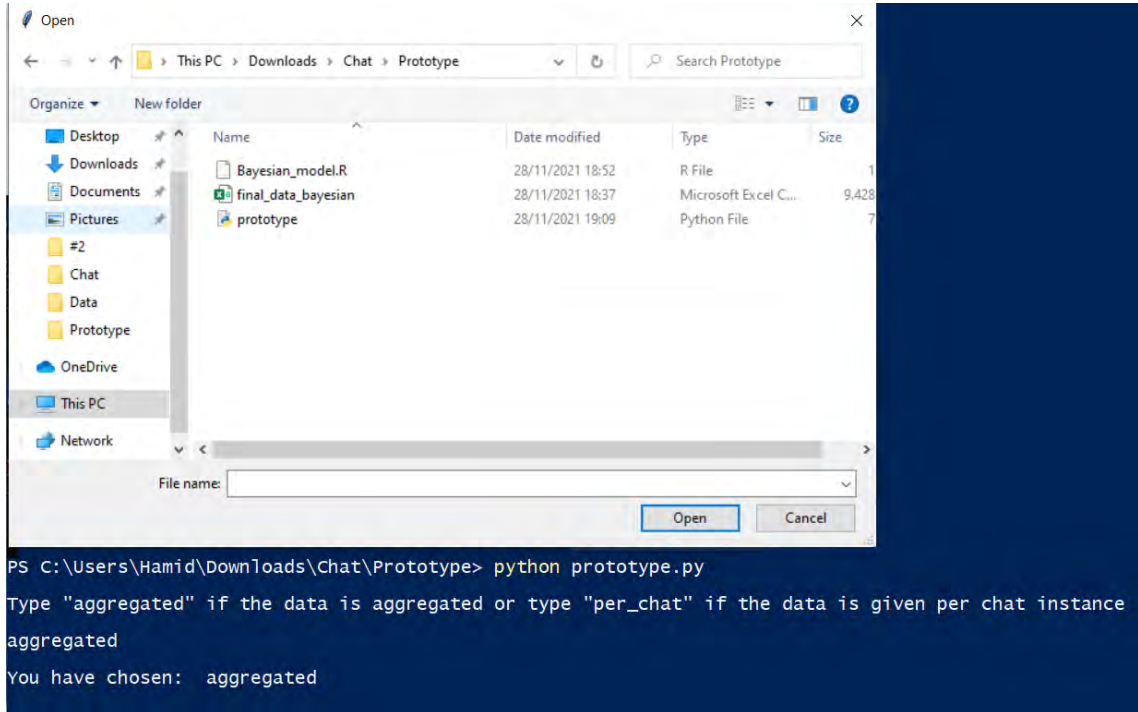 Open
This PC > Downloads > Chat > Prototype
Search Prototype
Organize
New folder
Name
Date modified
Type
Size
Desktop
Downloads
Documents
Pictures
#2
Chat
Data
Prototype
OneDrive
This PC
Network
Bayesian_model.R 28/11/2021 18:52 R File 1
final_data_bayesian 28/11/2021 18:37 Microsoft Excel C... 9,428
prototype 28/11/2021 19:09 Python File 7
File name:
Open
Cancel
PS C:\Users\Hamid\Downloads\Chat\Prototype> python prototype.py
Type "aggregated" if the data is aggregated or type "per_chat" if the data is given per chat instance
aggregated
You have chosen:  aggregated